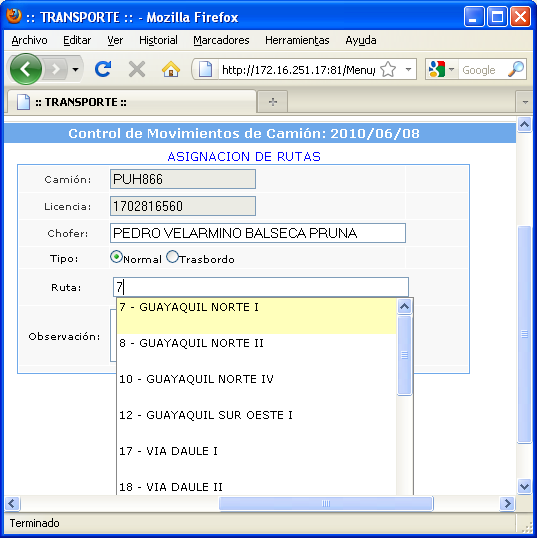 :: TRANSPORTE :: - Mozilla Firefox
Archivo Editar Ver Historial Marcadores Herramientas Ayuda
http://172.16.251.17:81/Menu/ Google
:: TRANSPORTE ::
Control de Movimientos de Camión: 2010/06/08
ASIGNACION DE RUTAS
Camión: PUH866
Licencia: 1702816560
Chofer: PEDRO VELARMINO BALSECA PRUNA
Tipo: Normal Trasbordo
Ruta: 7
7 - GUAYAQUIL NORTE I
Observación:
8 - GUAYAQUIL NORTE II
10 - GUAYAQUIL NORTE IV
12 - GUAYAQUIL SUR OESTE I
17 - VIA DAULE I
18 - VIA DAULE II
Terminado